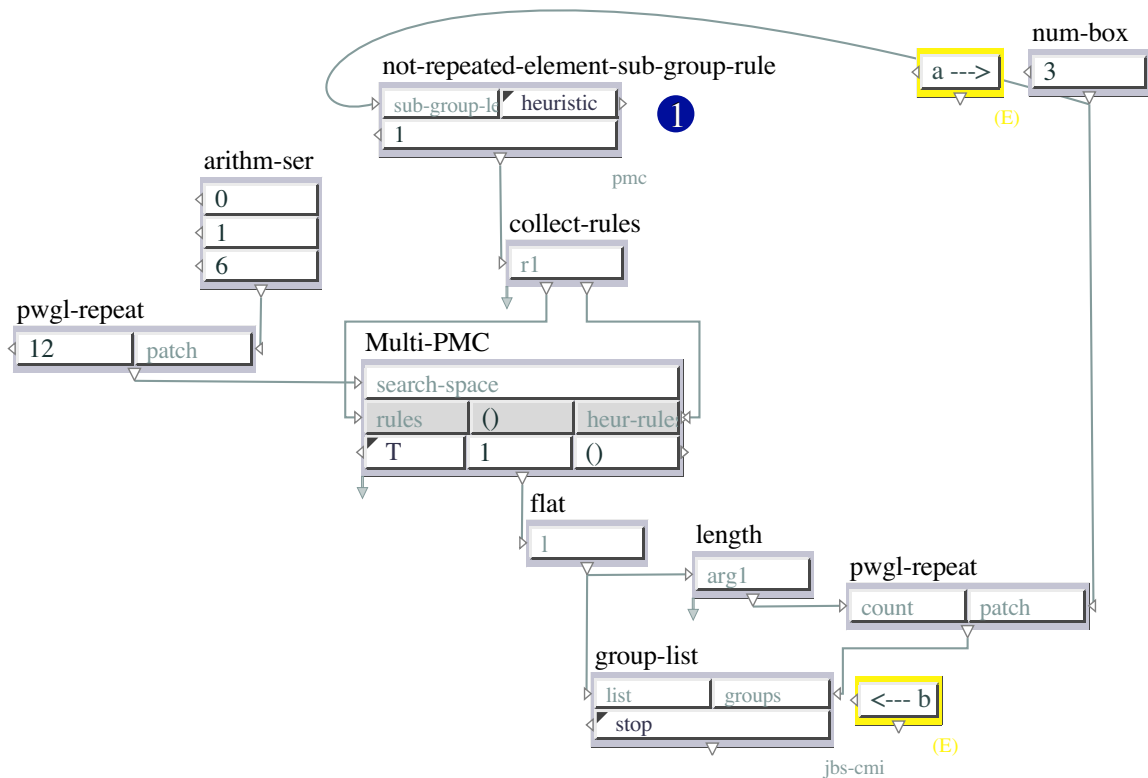 num-box
a --->
3
(E)
not-repeated-element-sub-group-rule
sub-group-le
heuristic
1
1
pmc
arithm-ser
0
1
6
collect-rules
r1
pwgl-repeat
12
patch
Multi-PMC
search-space
rules
()
heur-rules
T
1
()
flat
l
length
arg1
pwgl-repeat
count
patch
group-list
list
groups
stop
<--- b
(E)
jbs-cmi